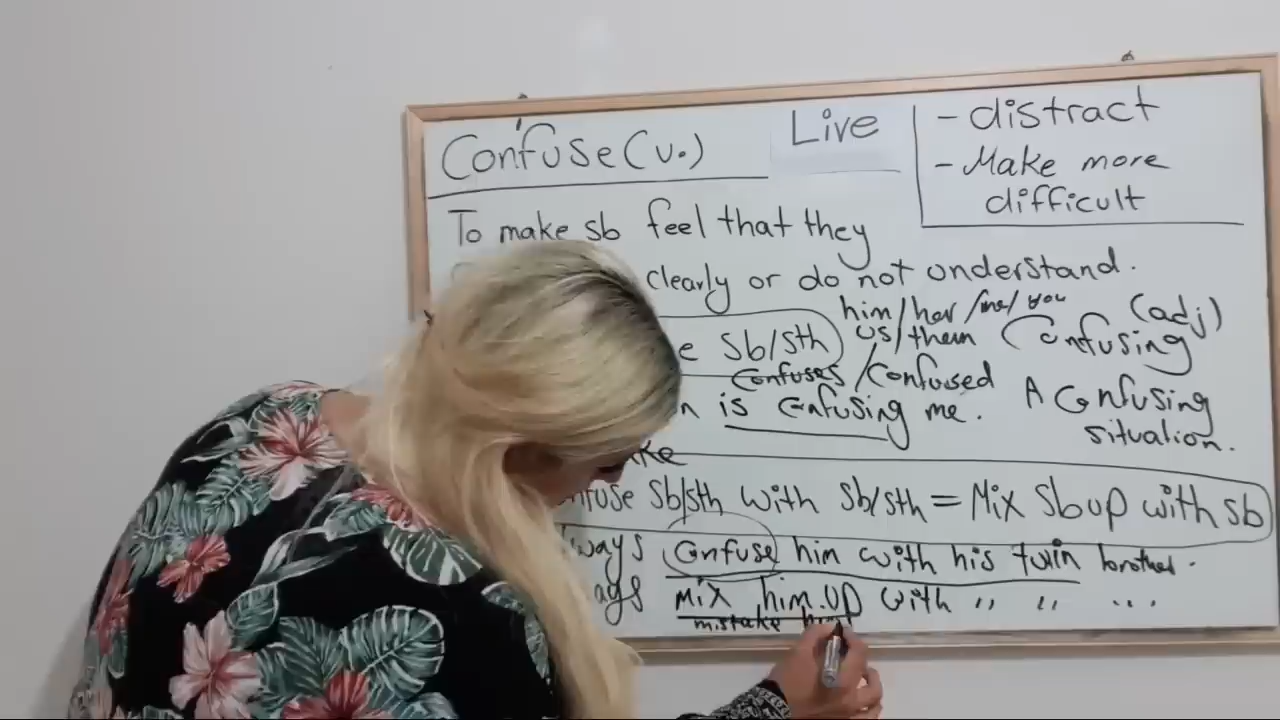 Confuse (v.)
Live
- distract
- Make more
difficult
To make sb feel that they
clearly or do not understand.
him/her/me/you
us/them
(adj)
Confusing
e sb/sth
confuses /Confused
is confusing me.
A Confusing
situation.
ke
nfuse sb/sth with sb/sth = Mix sb up with sb
ways Confuse him with his twin brother.
ays Mix him up with " " ...
mistake